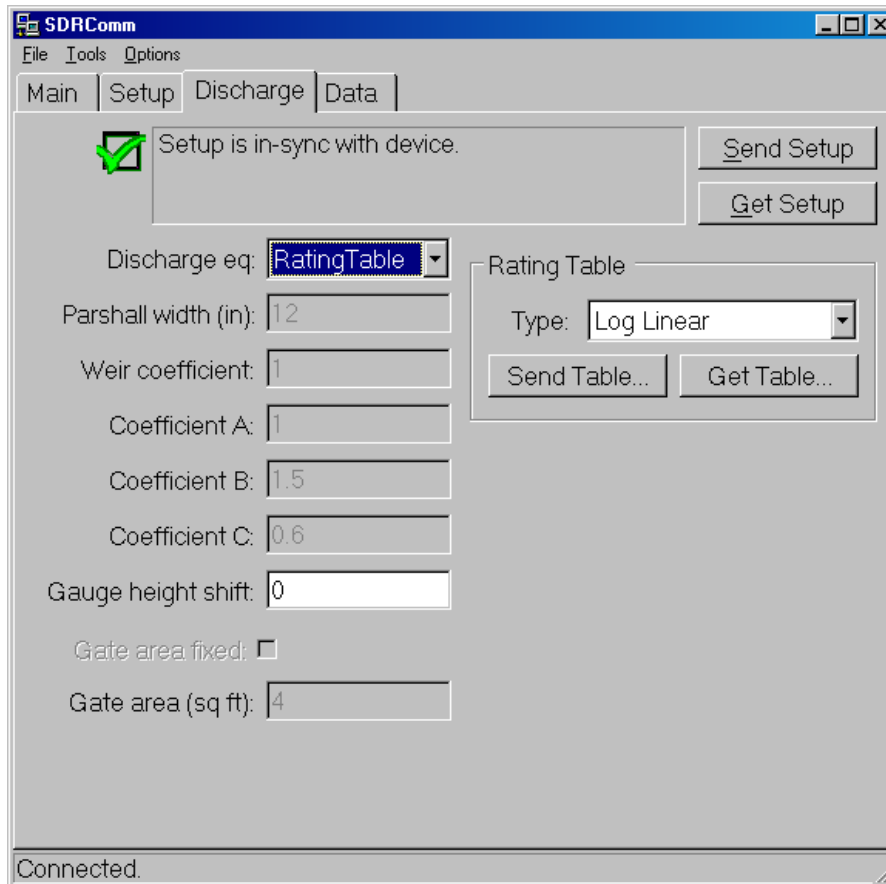 SDRComm
File Tools Options
Main Setup Discharge Data
Setup is in-sync with device.
Send Setup
Get Setup
Discharge eq: RatingTable
Parshall width (in): 12
Weir coefficient: 1
Coefficient A: 1
Coefficient B: 1.5
Coefficient C: 0.6
Gauge height shift: 0
Gate area fixed:
Gate area (sq ft): 4
Rating Table
Type: Log Linear
Send Table... Get Table...
Connected.